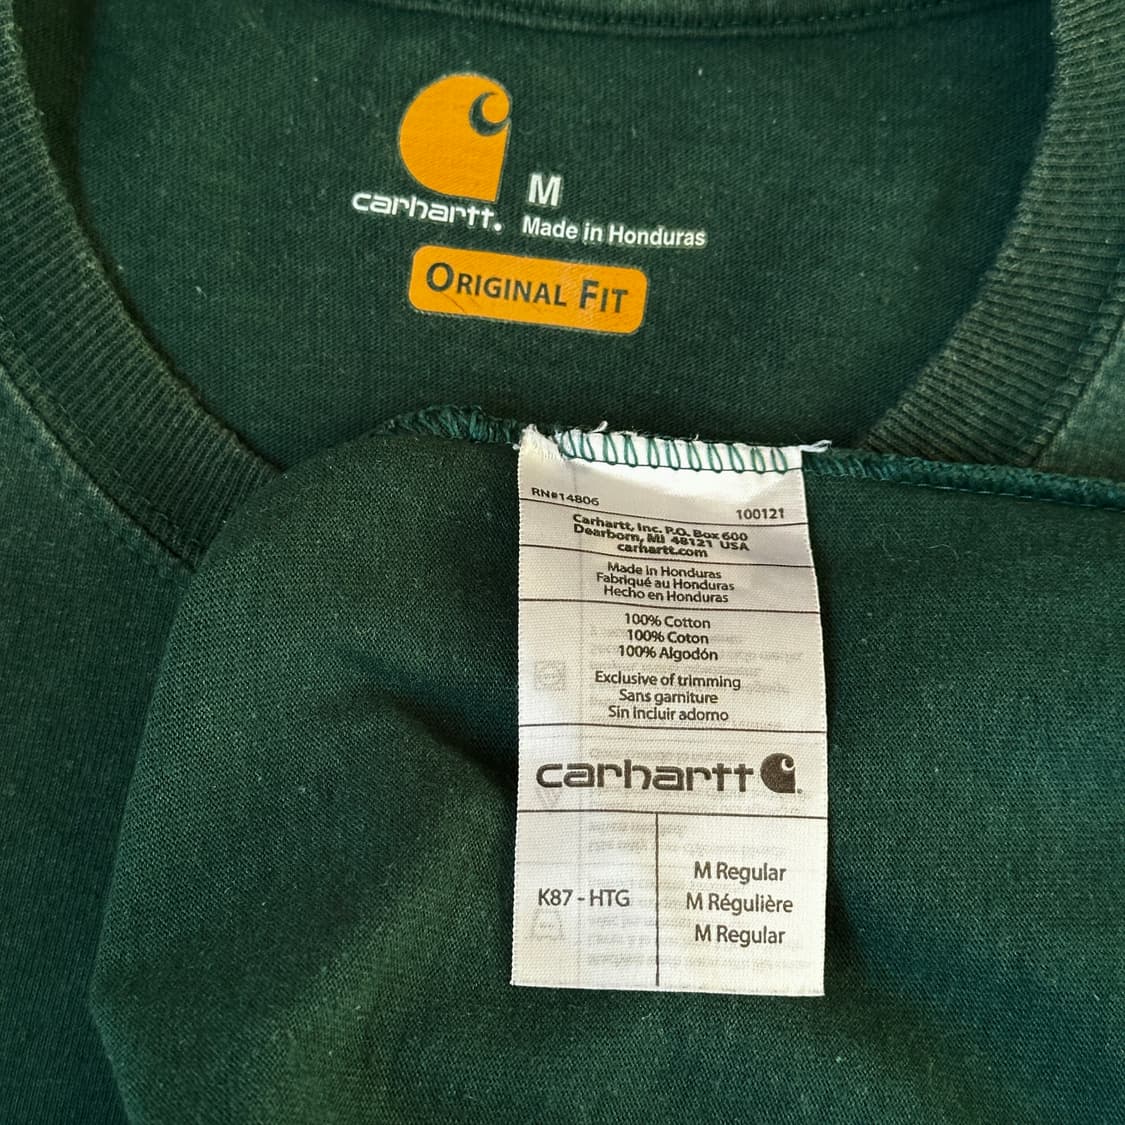 carhartt.
M
Made in Honduras
ORIGINAL FIT
RN#14806
100121
Carhartt, Inc. P.O. Box 600
Dearborn, MI 48121 USA
carhartt.com
Made in Honduras
Fabriqué au Honduras
Hecho en Honduras
100% Cotton
100% Coton
100% Algodón
Exclusive of trimming
Sans garniture
Sin incluir adorno
carhartt
K87 - HTG
M Regular
M Régulière
M Regular